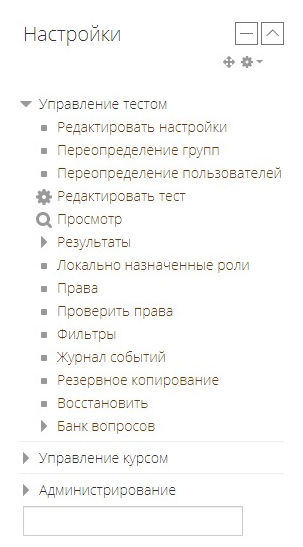 Настройки
Управление тестом
Редактировать настройки
Переопределение групп
Переопределение пользователей
Редактировать тест
Просмотр
Результаты
Локально назначенные роли
Права
Проверить права
Фильтры
Журнал событий
Резервное копирование
Восстановить
Банк вопросов
Управление курсом
Администрирование